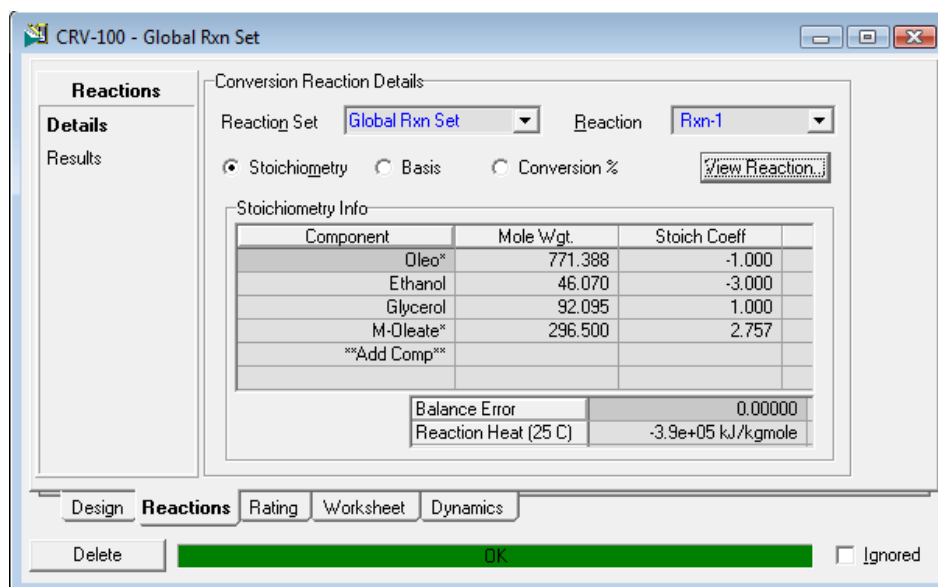 CRV-100 - Global Rxn Set
Reactions
Details
Results
Conversion Reaction Details
Reaction Set Global Rxn Set Reaction Rxn-1
Stoichiometry Basis Conversion % View Reaction...
Stoichiometry Info
Component Mole Wgt. Stoich Coeff
Oleo* 771.388 -1.000
Ethanol 46.070 -3.000
Glycerol 92.095 1.000
M-Oleate* 296.500 2.757
**Add Comp**
Balance Error 0.00000
Reaction Heat (25 C) -3.9e+05 kJ/kgmole
Design Reactions Rating Worksheet Dynamics
Delete OK Ignored